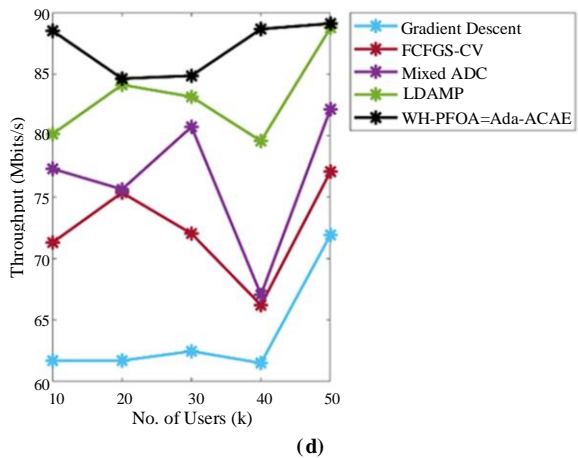 90
85
80
75
70
65
60
Throughput (Mbits/s)
10 20 30 40 50
No. of Users (k)
Gradient Descent
FCFGS-CV
Mixed ADC
LDAMP
WH-PFOA=Ada-ACAE
(d)